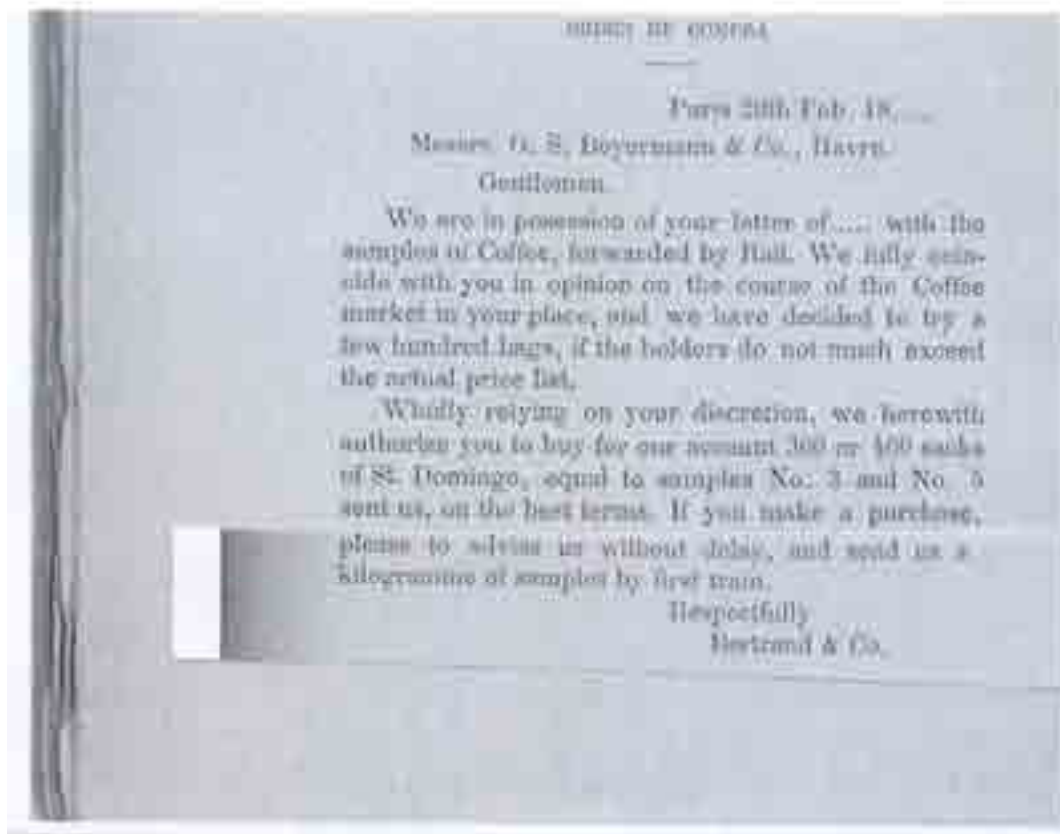 Paris 20th Feb. 18....
Messrs. G. S. Beyermann & Co., Havre.
Gentlemen.
We are in possession of your letter of..... with the
samples of Coffee, forwarded by Rail. We fully coin-
side with you in opinion on the course of the Coffee
market in your place, and we have decided to try a
few hundred bags, if the holders do not much exceed
the actual price list.
Wholly relying on your discretion, we herewith
authorize you to buy for our account 300 or 400 sacks
of St. Domingo, equal to samples No. 3 and No. 5
sent us, on the best terms. If you make a purchase,
please to advise us without delay, and send us a
kilogramme of samples by first train.
Respectfully
Bertrand & Co.